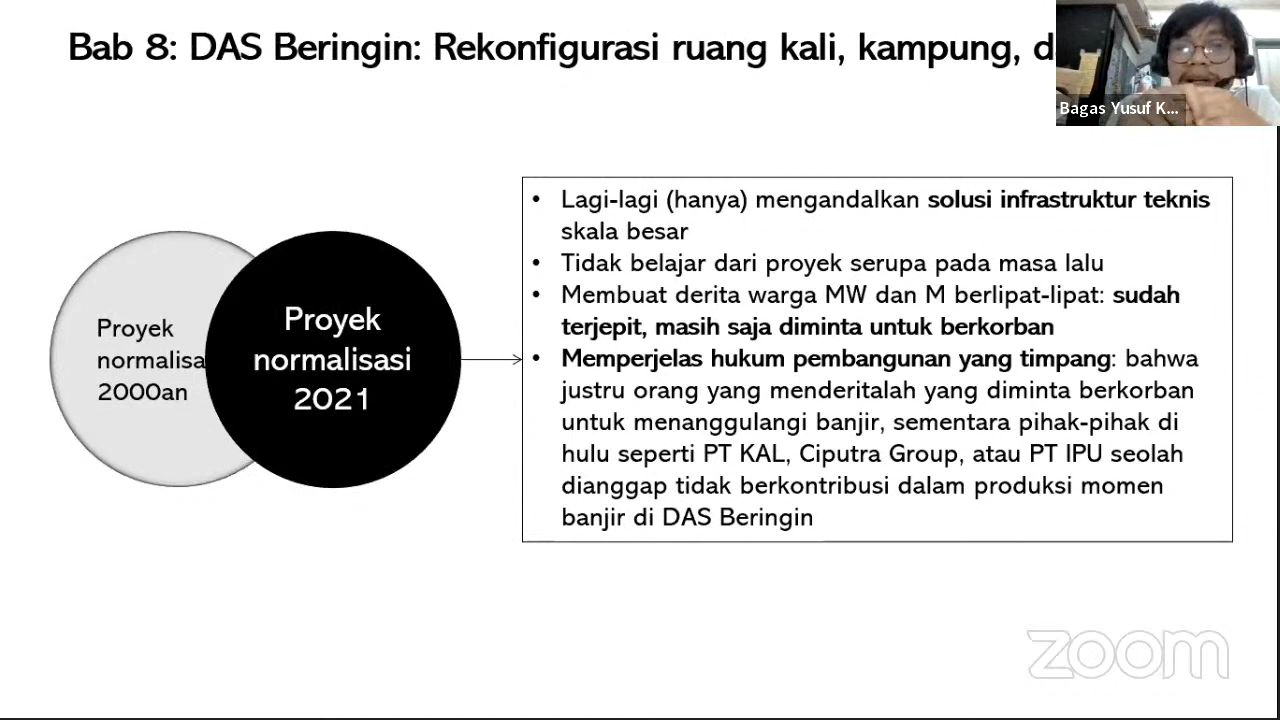 Bab 8: DAS Beringin: Rekonfigurasi ruang kali, kampung, d
Bagas Yusuf K...
• Lagi-lagi (hanya) mengandalkan solusi infrastruktur teknis
skala besar
• Tidak belajar dari proyek serupa pada masa lalu
• Membuat derita warga MW dan M berlipat-lipat: sudah
terjepit, masih saja diminta untuk berkorban
• Memperjelas hukum pembangunan yang timpang: bahwa
justru orang yang menderitalah yang diminta berkorban
untuk menanggulangi banjir, sementara pihak-pihak di
hulu seperti PT KAL, Ciputra Group, atau PT IPU seolah
dianggap tidak berkontribusi dalam produksi momen
banjir di DAS Beringin
Proyek
normalisa
2000an
Proyek
normalisasi
2021
zoom